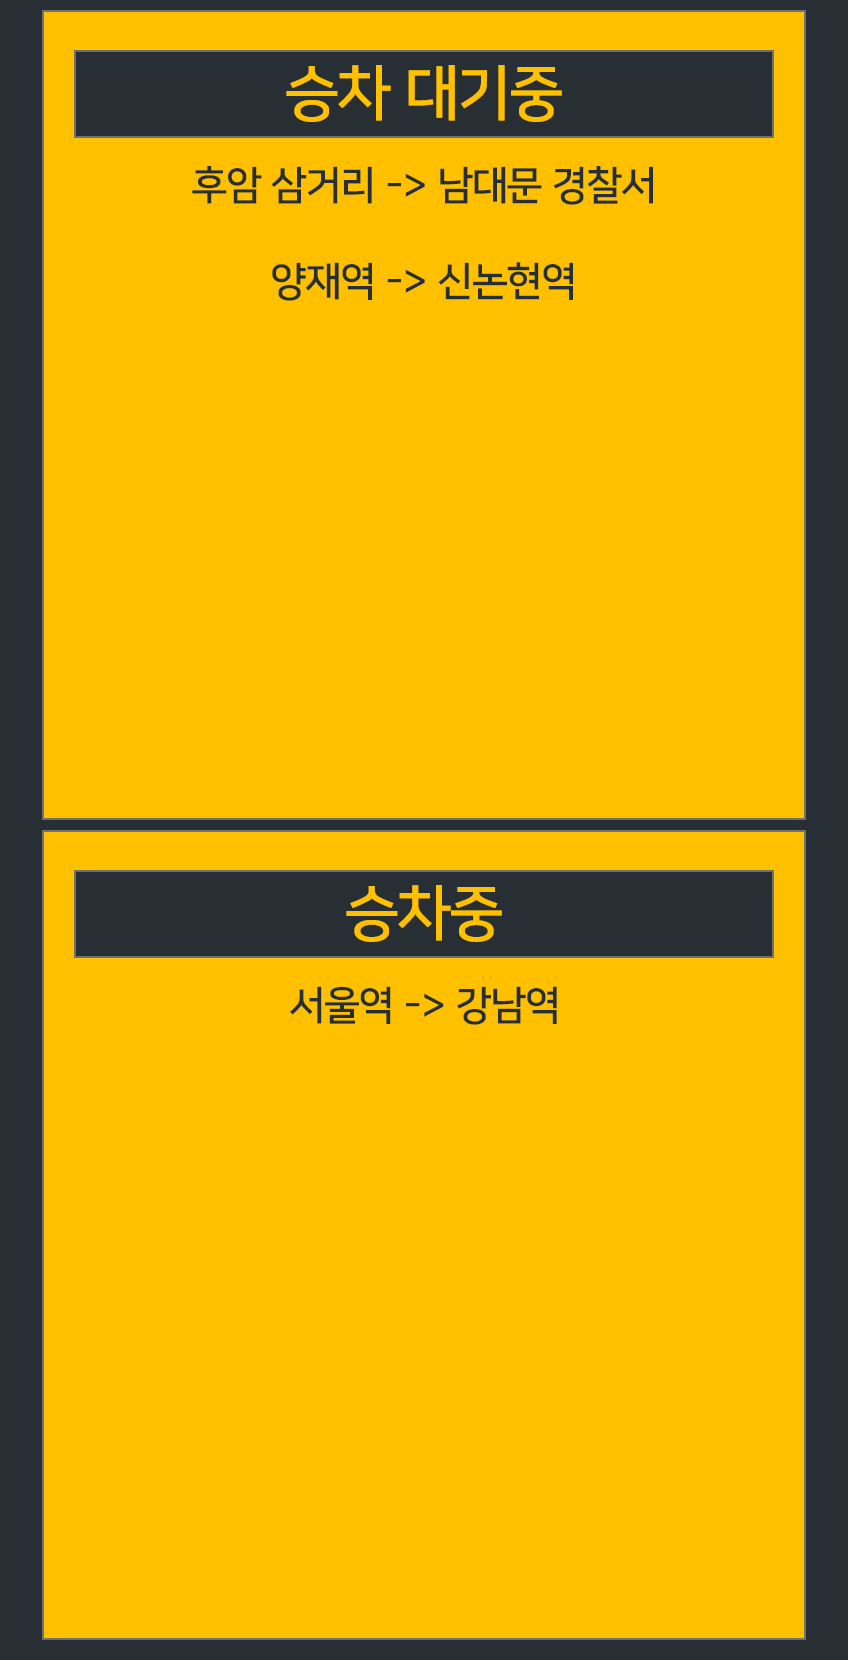 승차 대기중
후암 삼거리 -> 남대문 경찰서
양재역 -> 신논현역
승차중
서울역 -> 강남역